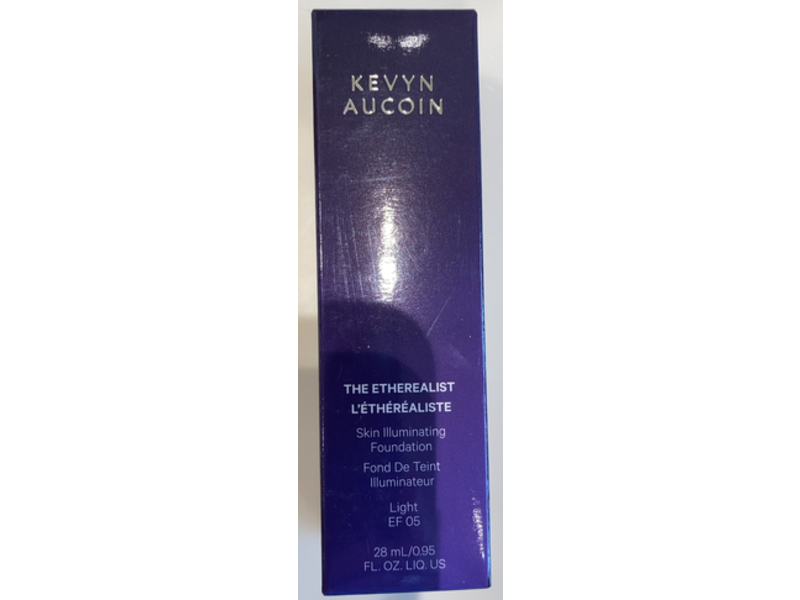 KEVYN
AUCOIN
THE ETHEREALIST
L'ÉTHÉRÉALISTE
Skin Illuminating
Foundation
Fond De Teint
Illuminateur
Light
EF 05
28 mL/0.95
FL. OZ. LIQ. US